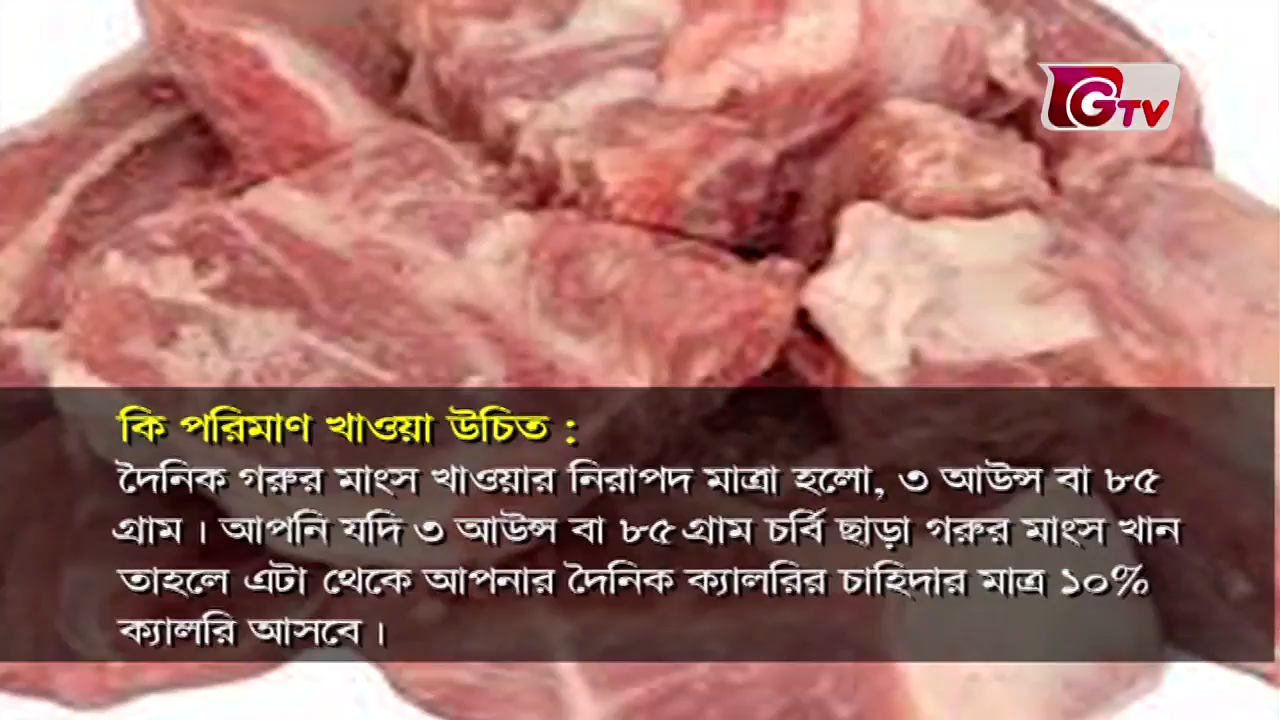 GTV
কি পরিমাণ খাওয়া উচিত :
দৈনিক গরুর মাংস খাওয়ার নিরাপদ মাত্রা হলো, ৩ আউন্স বা ৮৫
গ্রাম। আপনি যদি ৩ আউন্স বা ৮৫ গ্রাম চর্বি ছাড়া গরুর মাংস খান
তাহলে এটা থেকে আপনার দৈনিক ক্যালরির চাহিদার মাত্র ১০%
ক্যালরি আসবে।